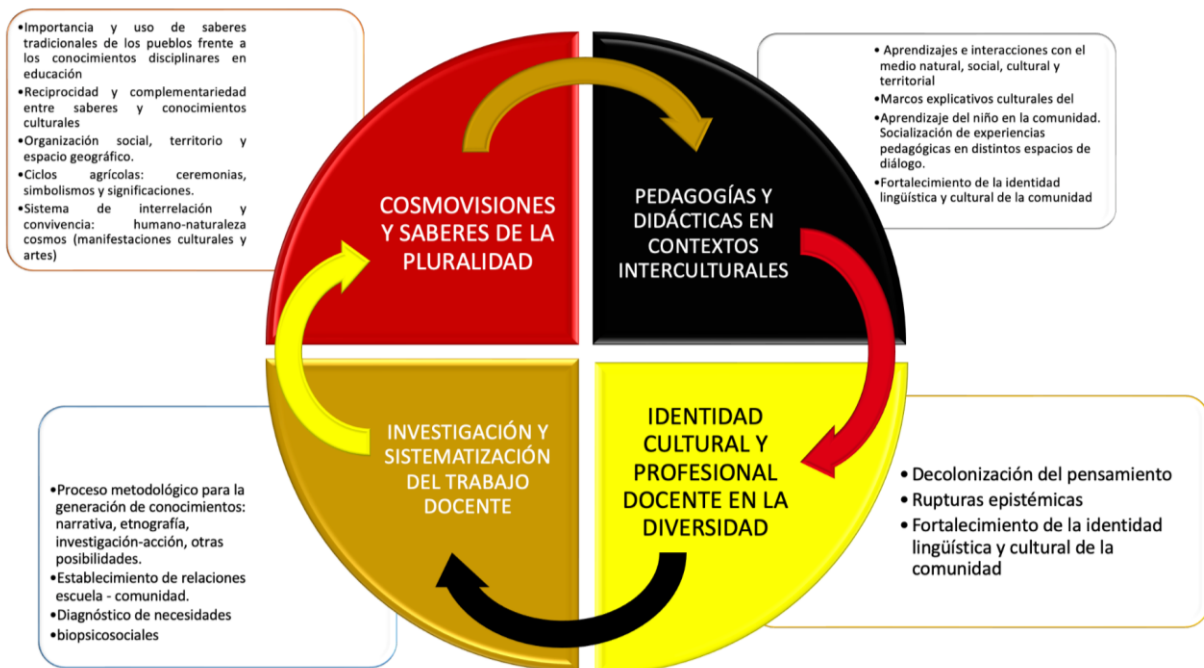 •Importancia y uso de saberes
tradicionales de los pueblos frente a
los conocimientos disciplinares en
educación
•Reciprocidad y complementariedad
entre saberes y conocimientos
culturales
•Organización social, territorio y
espacio geográfico.
•Ciclos agrícolas: ceremonias,
simbolismos y significaciones.
•Sistema de interrelación y
convivencia: humano-naturaleza
cosmos (manifestaciones culturales y
artes)
COSMOVISIONES
Y SABERES DE LA
PLURALIDAD
PEDAGOGÍAS Y
DIDÁCTICAS EN
CONTEXTOS
INTERCULTURALES
• Aprendizajes e interacciones con el
medio natural, social, cultural y
territorial
•Marcos explicativos culturales del
•Aprendizaje del niño en la comunidad.
Socialización de experiencias
pedagógicas en distintos espacios de
diálogo.
•Fortalecimiento de la identidad
lingüística y cultural de la comunidad
•Proceso metodológico para la
generación de conocimientos:
narrativa, etnografía,
investigación-acción, otras
posibilidades.
•Establecimiento de relaciones
escuela - comunidad.
•Diagnóstico de necesidades
•biopsicosociales
INVESTIGACIÓN Y
SISTEMATIZACIÓN
DEL TRABAJO
DOCENTE
IDENTIDAD
CULTURAL Y
PROFESIONAL
DOCENTE EN LA
DIVERSIDAD
• Decolonización del pensamiento
• Rupturas epistémicas
• Fortalecimiento de la identidad
lingüística y cultural de la
comunidad